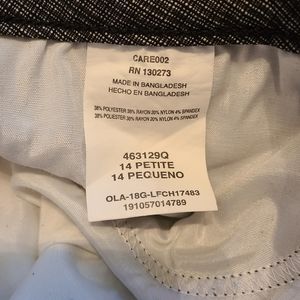 CARE002
RN 130273
MADE IN BANGLADESH
HECHO EN BANGLADESH
38% POLYESTER 38% RAYON 20% NYLON 4% SPANDEX
38% POLYESTER 38% RAYON 20% NYLON 4% SPANDEX
463129Q
14 PETITE
14 PEQUENO
OLA-18G-LFCH17483
191057014789